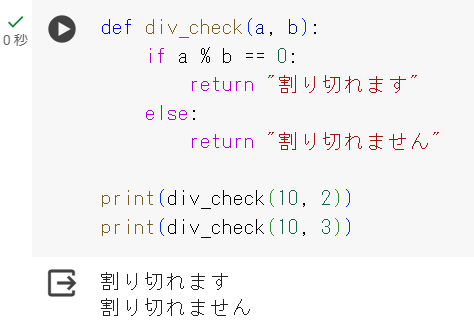 def div_check(a, b):
    if a % b == 0:
        return "割り切れます"
    else:
        return "割り切れません"
0 秒
print(div_check(10, 2))
print(div_check(10, 3))
割り切れます
割り切れません